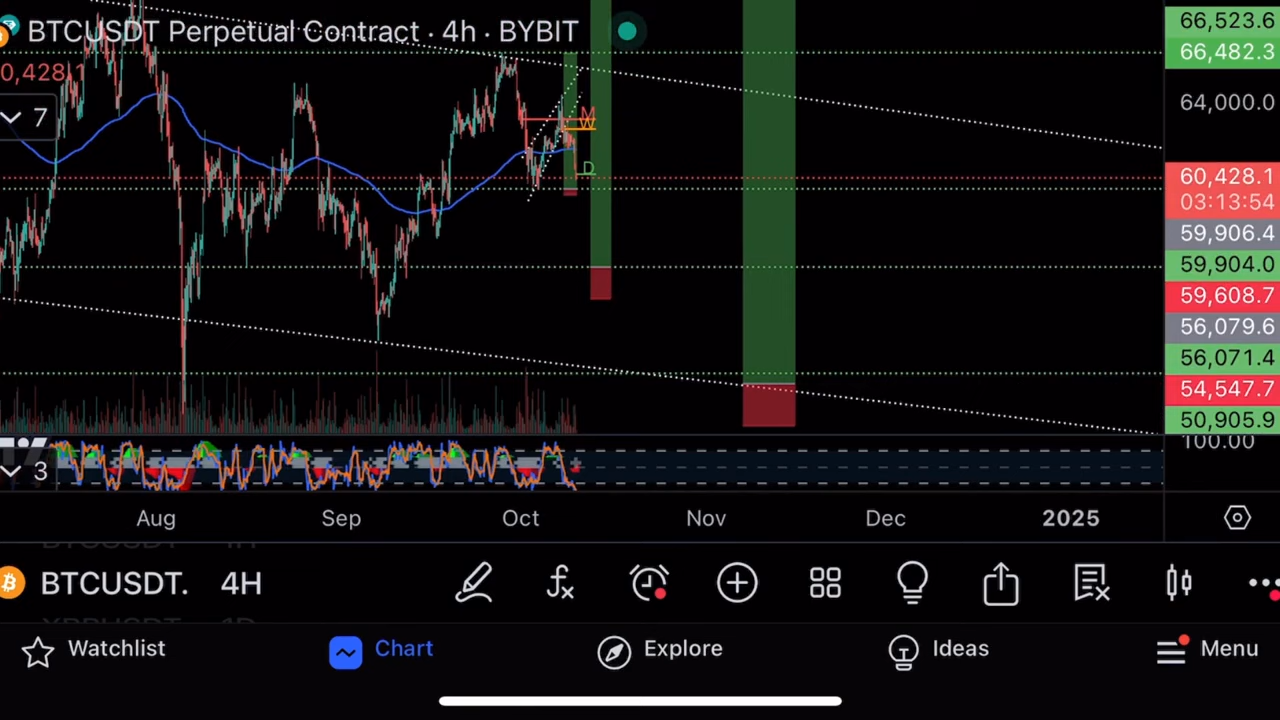 BTCUSDT Perpetual Contract · 4h · BYBIT
0,428.1
7
M
W
D
66,523.6
66,482.3
64,000.0
60,428.1
03:13:54
59,906.4
59,904.0
59,608.7
56,079.6
56,071.4
54,547.7
50,905.9
100.00
3
Aug Sep Oct Nov Dec 2025
BTCUSDT. 4H
Watchlist Chart Explore Ideas Menu